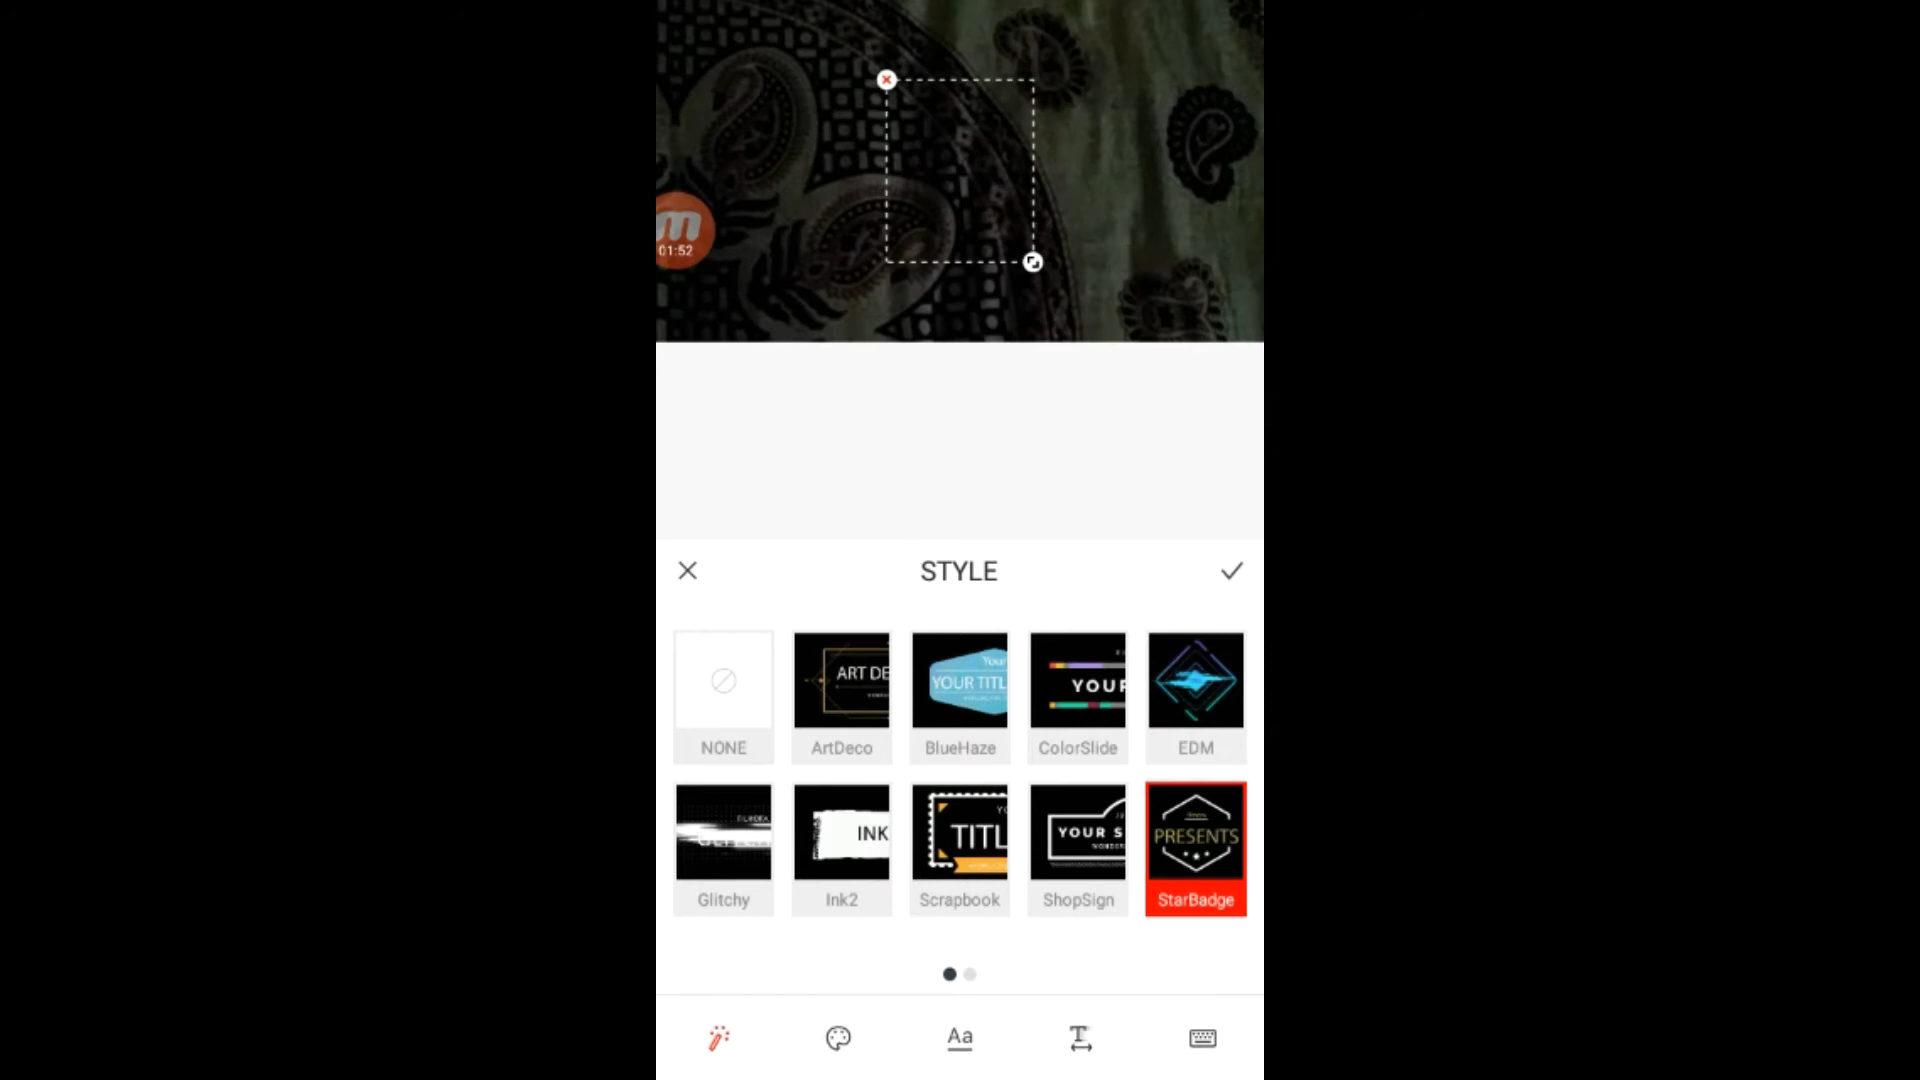 m
01:52
STYLE
ART DE
Your
YOUR TITL
YOUR
NONE
ArtDeco
BlueHaze
ColorSlide
EDM
INK
TITL
YOUR S
PRESENTS
Glitchy
Ink2
Scrapbook
ShopSign
StarBadge
Aa
T